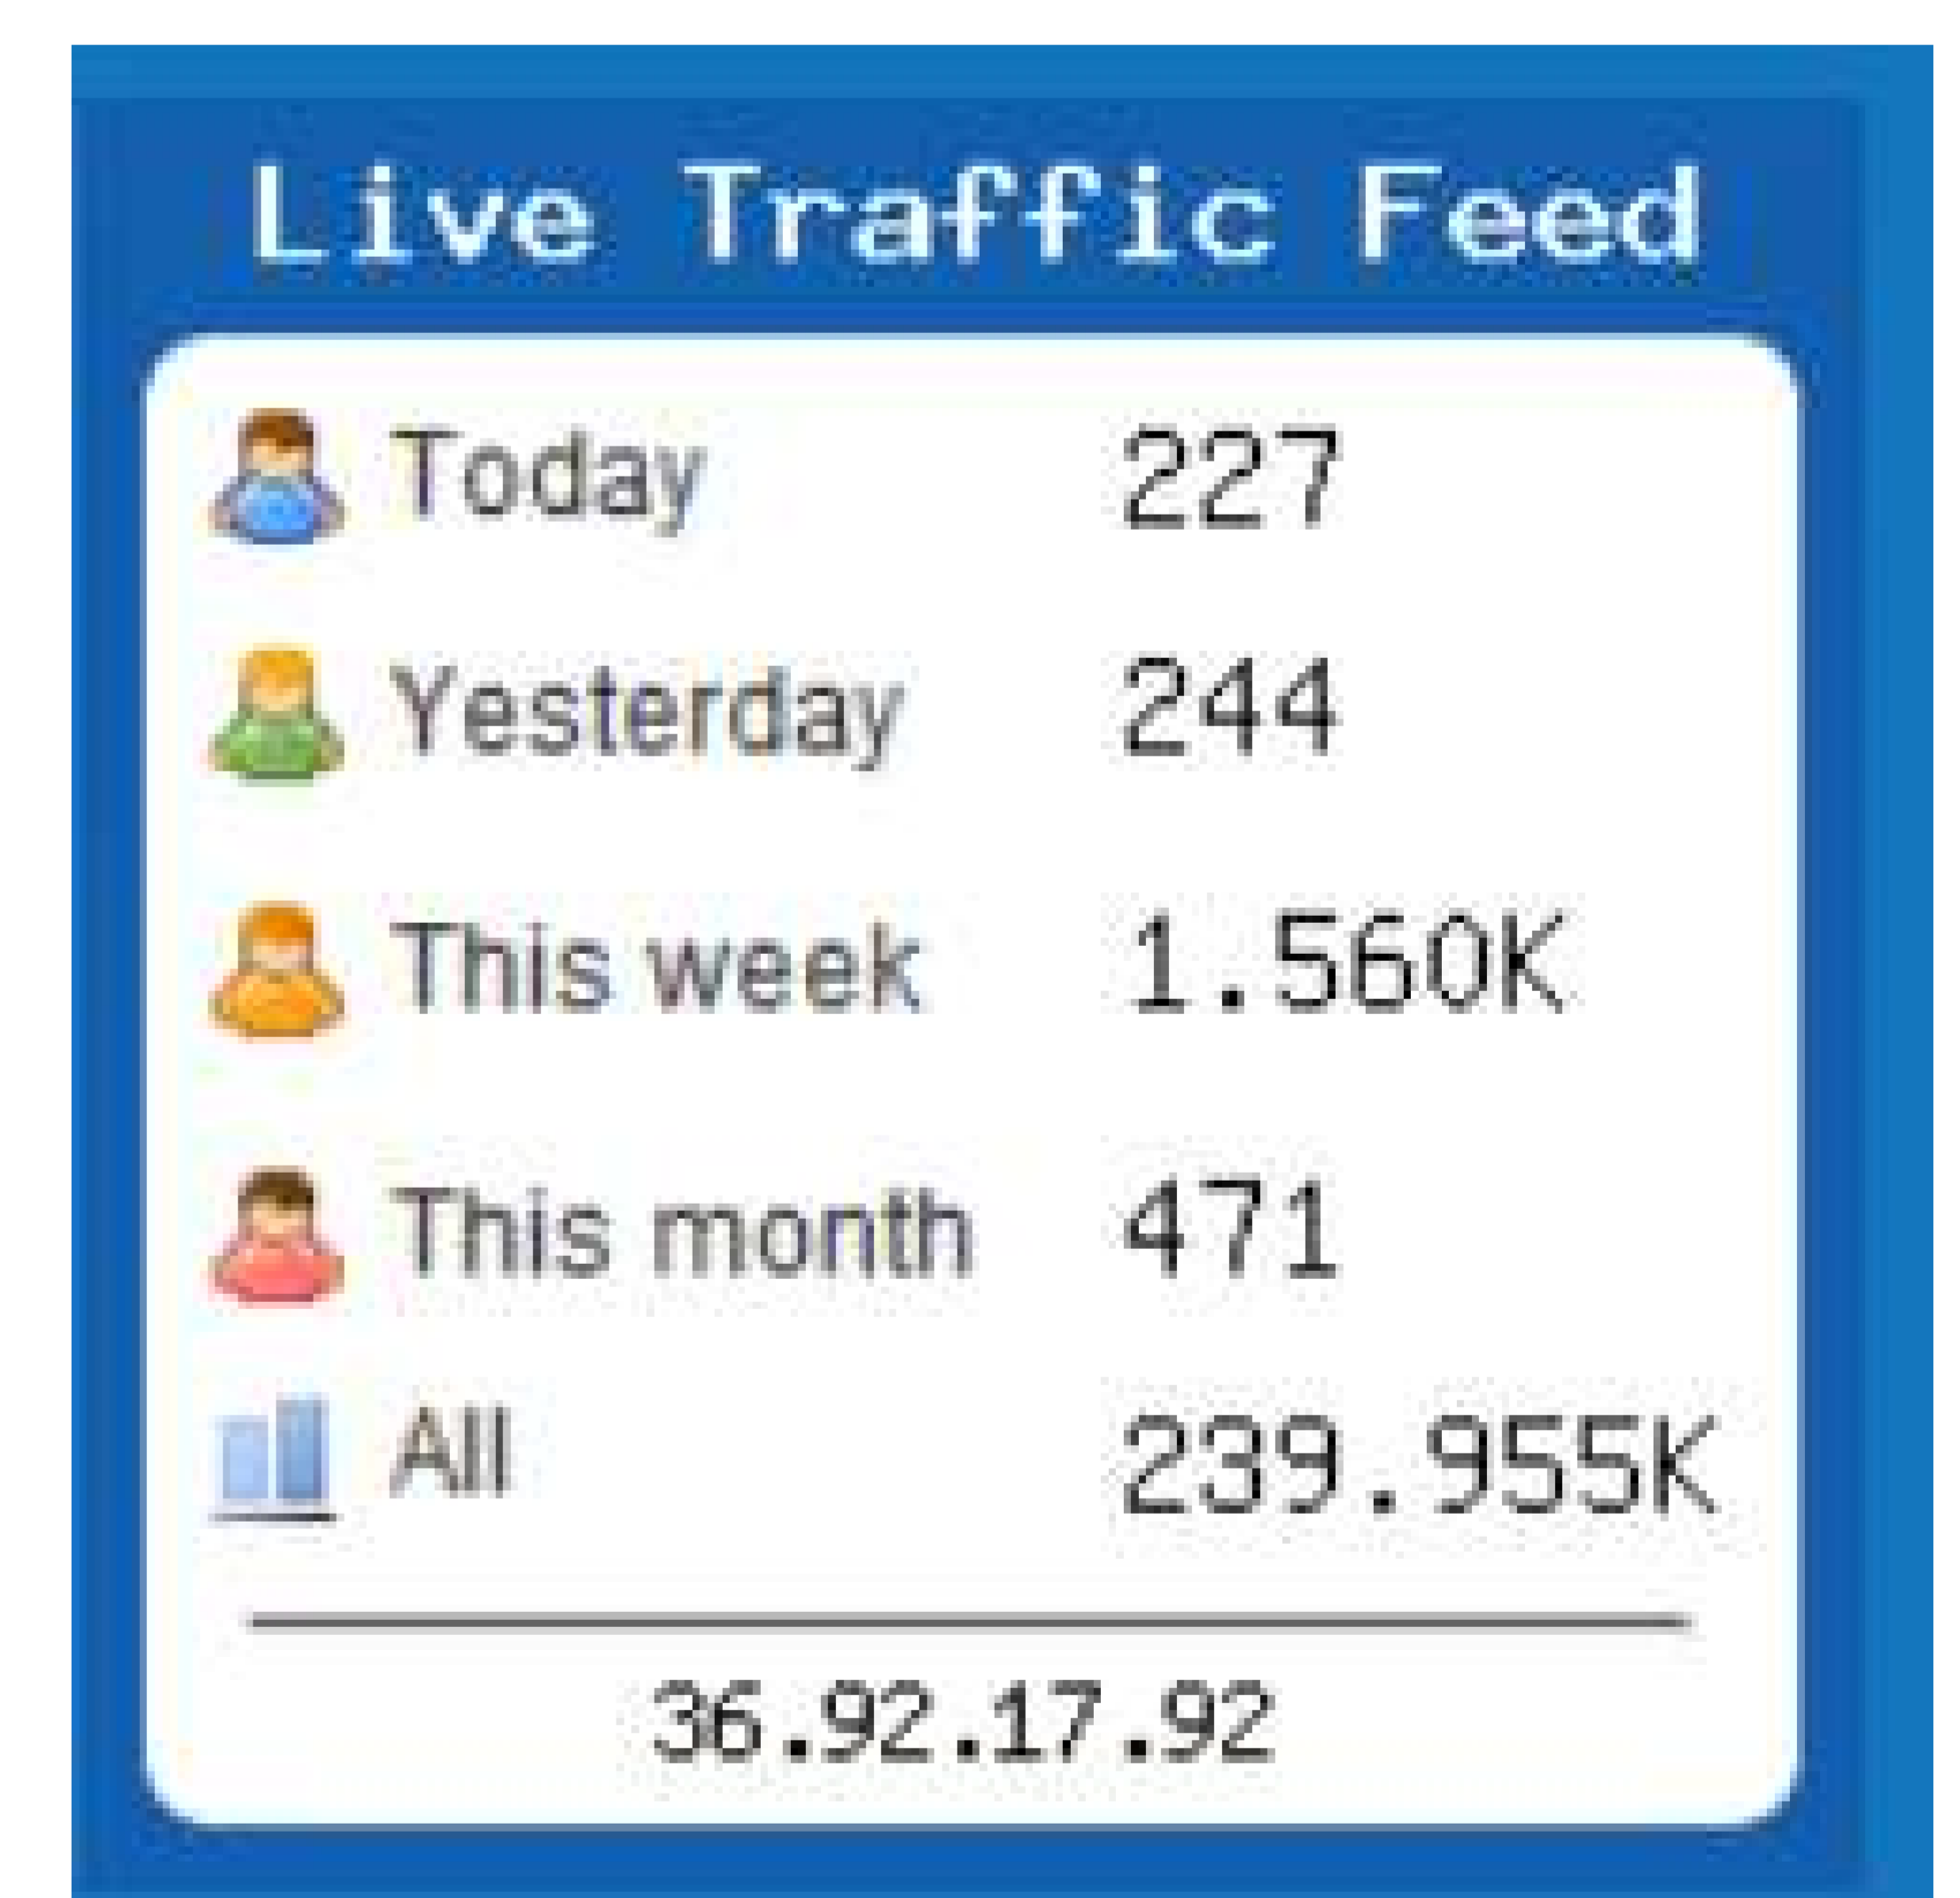 Live Traffic Feed
Today 227
Yesterday 244
This week 1.560K
This month 471
All 239.955K
36.92.17.92